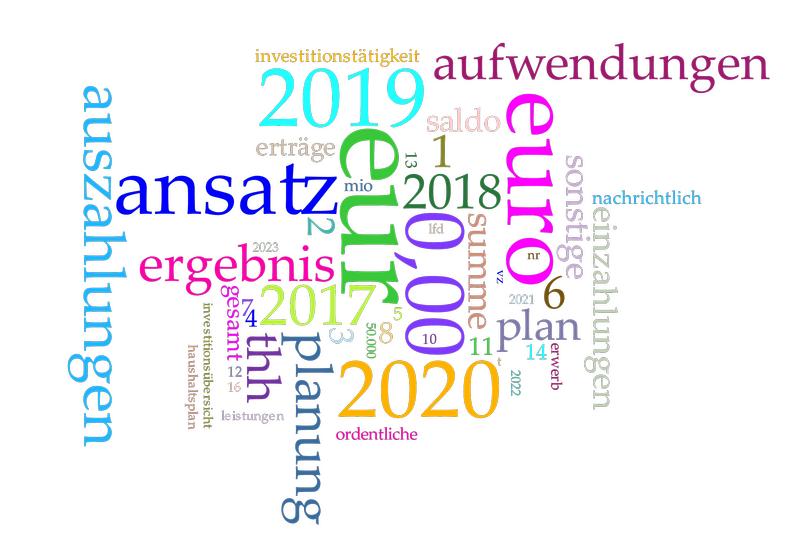 investitionstätigkeit
aufwendungen
2019
auszahlungen
euro
saldo
eur
erträge
1
13
sonstige
ansatz
mio
2018
nachrichtlich
einzahlungen
2
0,00
lfd
summe
2023
ergebnis
nr
vz
6
gesamt
2017
2021
7
4
investitionsübersicht
5
plan
50.000
3
8
10
thh
planung
11
14
erwerb
haushaltsplan
t
12
2020
2022
16
leistungen
ordentliche